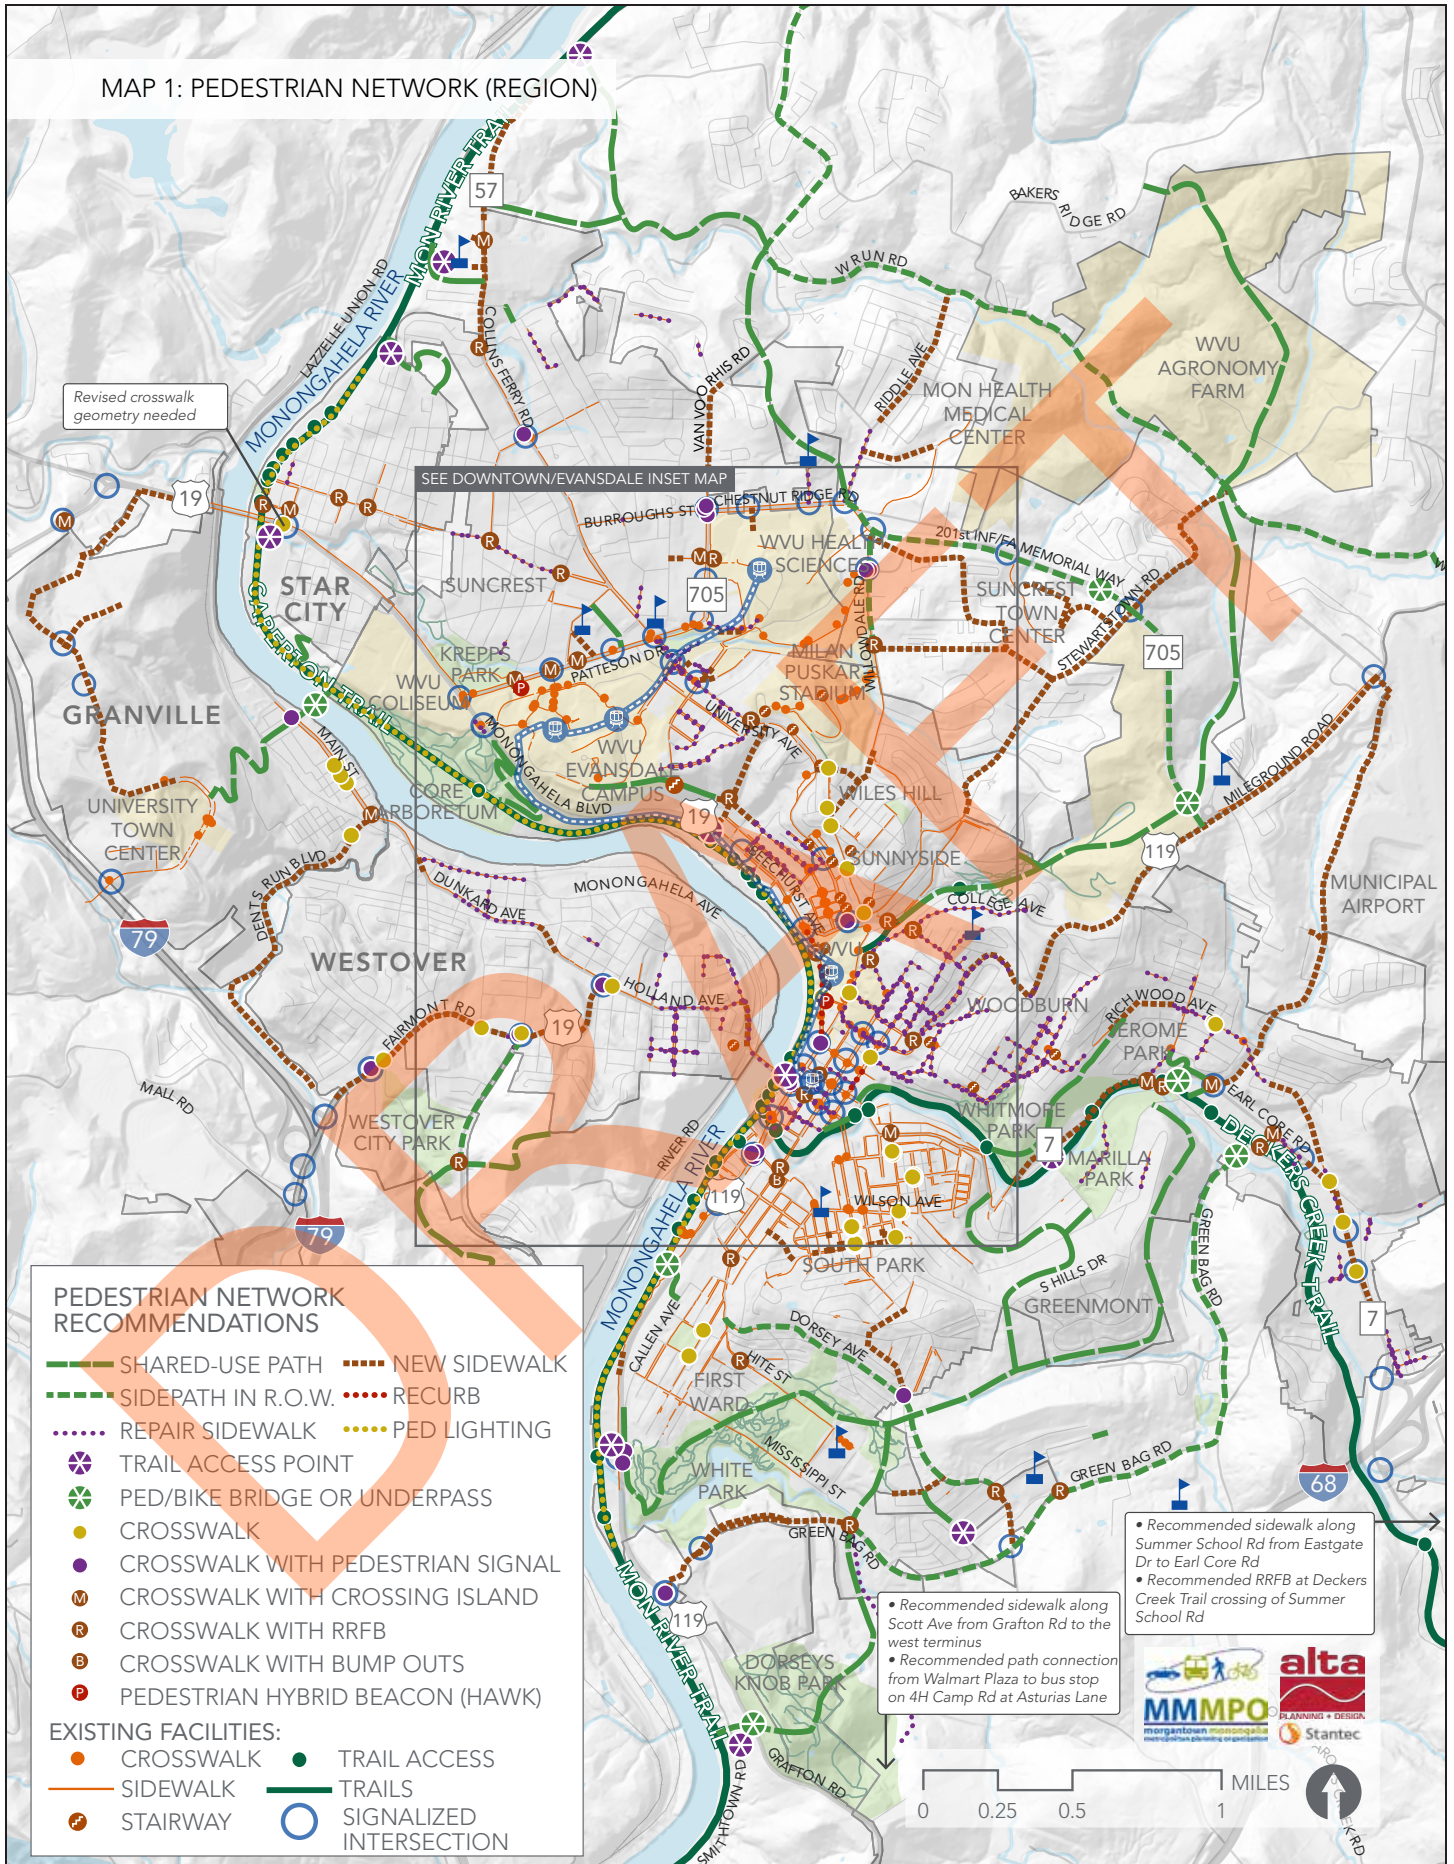 MAP 1: PEDESTRIAN NETWORK (REGION)
MON RIVER TRAIL
57
BAKERS RIDGE RD
W RUN RD
LAZZELLE UNION RD
MONONGAHELA RIVER
COLLINS FERRY RD
VAN VOORHIS RD
RIDDLE AVE
WVU
AGRONOMY
FARM
MON HEALTH
MEDICAL
CENTER
Revised crosswalk
geometry needed
19
SEE DOWNTOWN/EVANSDALE INSET MAP
CHESTNUT RIDGE RD
BURROUGHS ST
WVU HEALTH
SCIENCES
201st INF/FA MEMORIAL WAY
STAR
CITY
SUNCREST
705
SUNCREST
TOWN
CENTER
STEWARTSTOWN RD
WILLOWDALE RD
705
CAPERTON TRAIL
KREPPS
PARK
PATTESON DR
MILAN
PUSKAR
STADIUM
WVU
COLISEUM
GRANVILLE
MAIN ST
MONONGAHELA BLVD
UNIVERSITY AVE
WVU
EVANSDALE
CAMPUS
MILEGROUND ROAD
UNIVERSITY
TOWN
CENTER
CORE
ARBORETUM
WILES HILL
19
119
DENTS RUN BLVD
DUNKARD AVE
MONONGAHELA AVE
BEECHURST AVE
SUNNYSIDE
COLLEGE AVE
MUNICIPAL
AIRPORT
79
WESTOVER
WVU
HOLLAND AVE
WOODBURN
RICHWOOD AVE
FAIRMONT RD
19
JEROME
PARK
MALL RD
WESTOVER
CITY PARK
RIVER RD
MONONGAHELA RIVER
WHITMORE
PARK
7
MARILLA
PARK
EARL CORE RD
DECKERS CREEK TRAIL
119
WILSON AVE
79
SOUTH PARK
S HILLS DR
GREENMONT
GREEN BAG RD
7
CALLEN AVE
DORSEY AVE
HITE ST
FIRST
WARD
MISSISSIPPI ST
WHITE
PARK
GREEN BAG RD
68
GREEN BAG RD
MON RIVER TRAIL
119
DORSEYS
KNOB PARK
GRAFTON RD
SMITHTOWN RD
• Recommended sidewalk along
Summer School Rd from Eastgate
Dr to Earl Core Rd
• Recommended RRFB at Deckers
Creek Trail crossing of Summer
School Rd
• Recommended sidewalk along
Scott Ave from Grafton Rd to the
west terminus
• Recommended path connection
from Walmart Plaza to bus stop
on 4H Camp Rd at Asturias Lane
PEDESTRIAN NETWORK
RECOMMENDATIONS
SHARED-USE PATH
NEW SIDEWALK
SIDEPATH IN R.O.W.
RECURB
REPAIR SIDEWALK
PED LIGHTING
TRAIL ACCESS POINT
PED/BIKE BRIDGE OR UNDERPASS
CROSSWALK
CROSSWALK WITH PEDESTRIAN SIGNAL
M CROSSWALK WITH CROSSING ISLAND
R CROSSWALK WITH RRFB
B CROSSWALK WITH BUMP OUTS
P PEDESTRIAN HYBRID BEACON (HAWK)
EXISTING FACILITIES:
CROSSWALK
TRAIL ACCESS
SIDEWALK
TRAILS
STAIRWAY
SIGNALIZED
INTERSECTION
MMMPO
morgantown monongalia
metropolitan planning organization
alta
PLANNING + DESIGN
Stantec
MILES
0 0.25 0.5 1
DRAFT